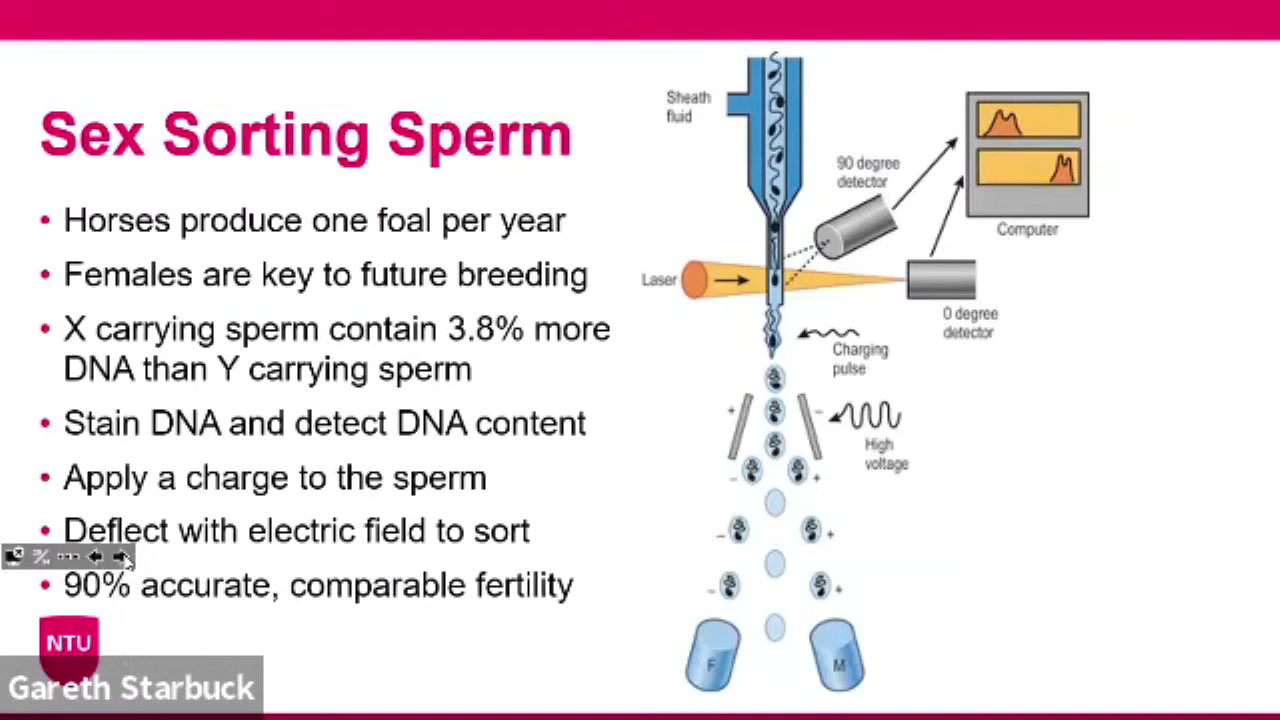 Sex Sorting Sperm
• Horses produce one foal per year
• Females are key to future breeding
• X carrying sperm contain 3.8% more
DNA than Y carrying sperm
• Stain DNA and detect DNA content
• Apply a charge to the sperm
• Deflect with electric field to sort
• 90% accurate, comparable fertility
NTU
Gareth Starbuck
Sheath
fluid
90 degree
detector
Computer
Laser
0 degree
detector
Charging
pulse
+
–
High
voltage
–
+
–
+
–
+
F
M